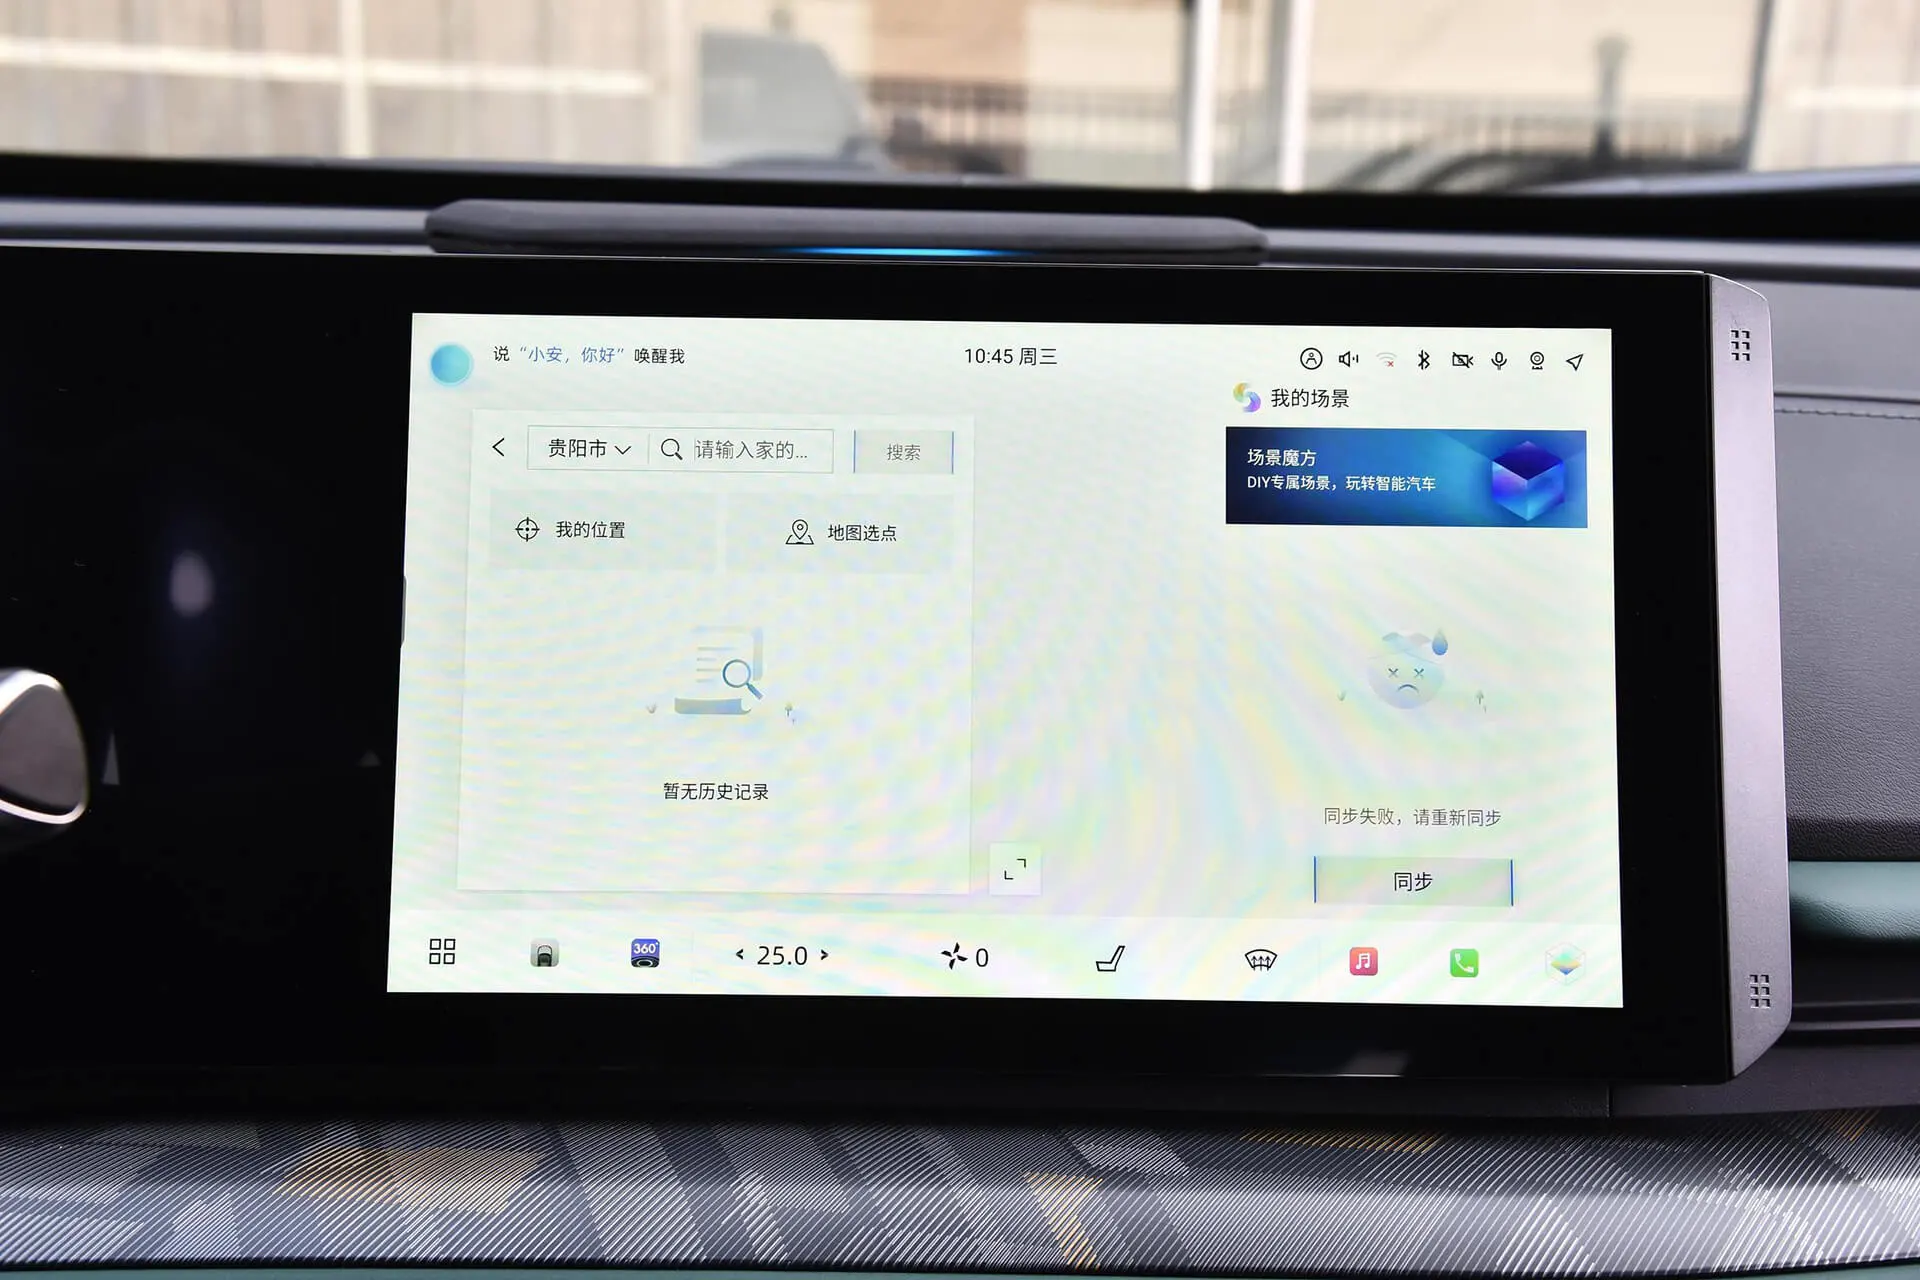 说“小安，你好”唤醒我
10:45 周三
贵阳市
请输入家的...
搜索
我的位置
地图选点
暂无历史记录
我的场景
场景魔方
DIY专属场景，玩转智能汽车
同步失败，请重新同步
同步
360°
< 25.0 >
0